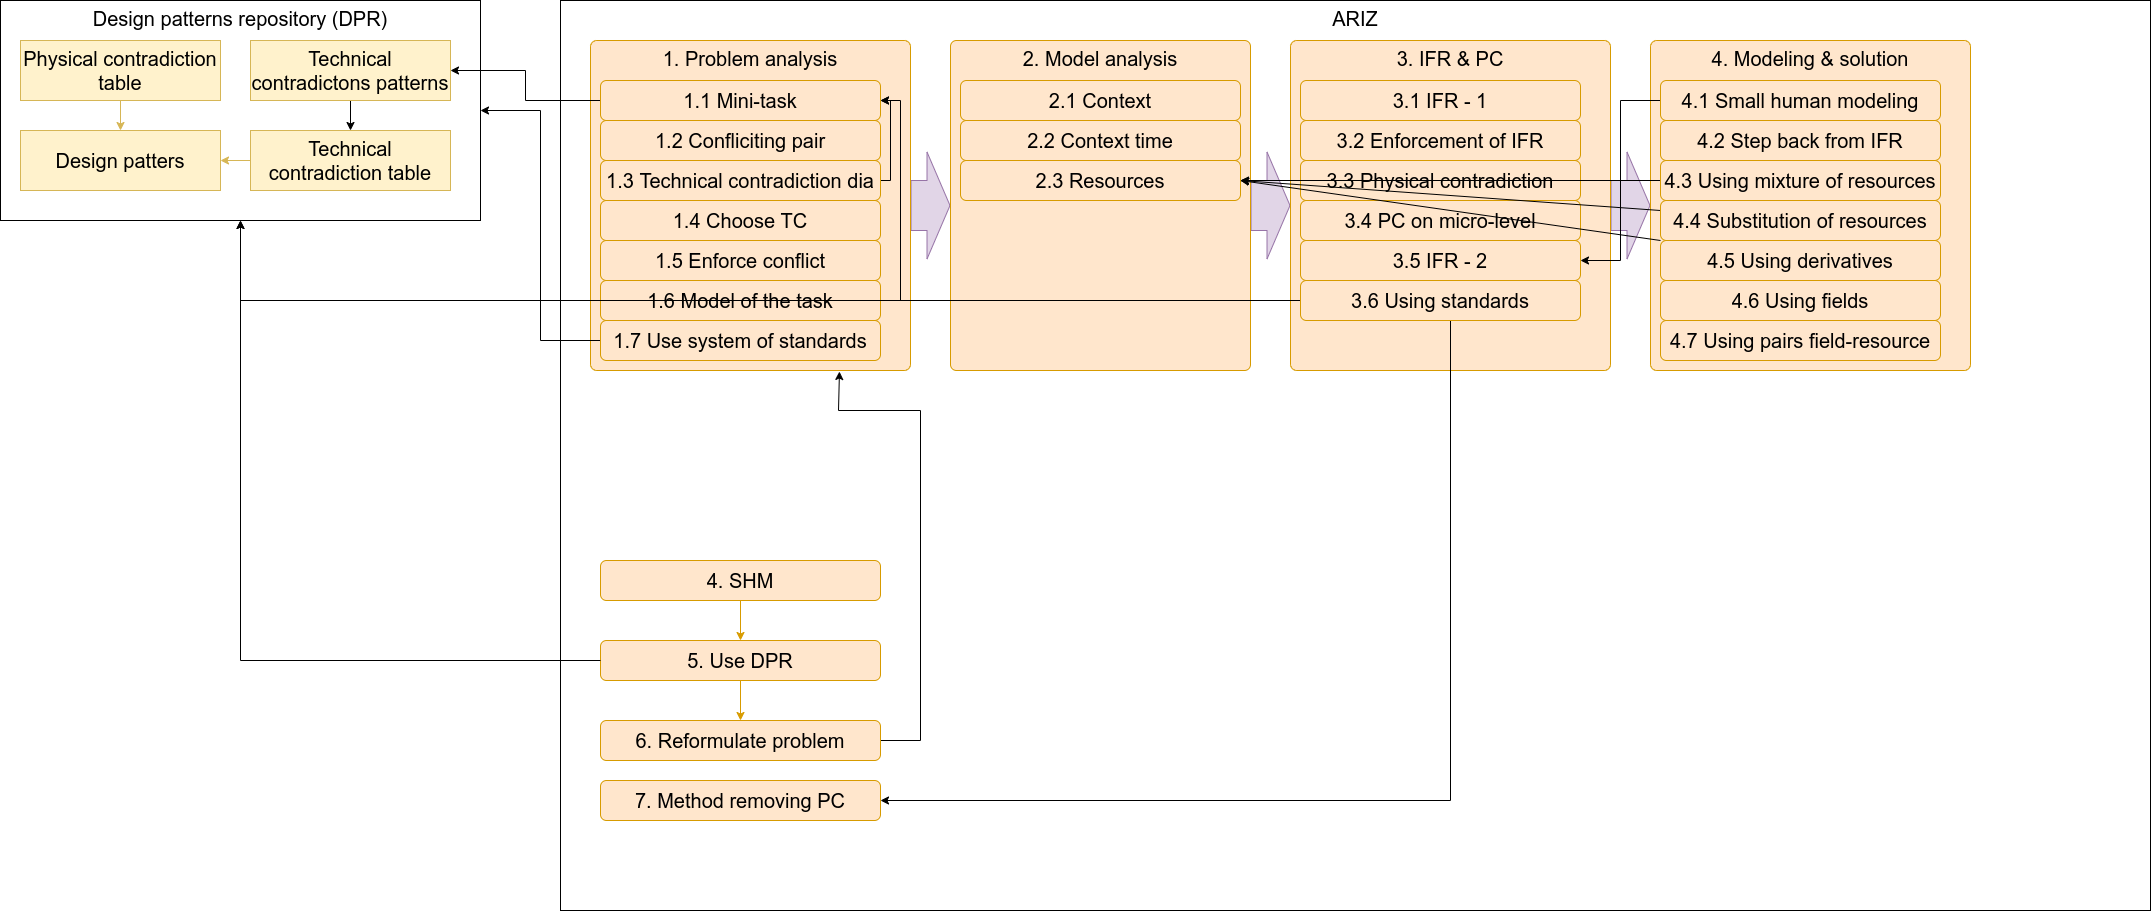 Design patterns repository (DPR)
Physical contradiction
table
Technical
contradictons patterns
Design patters
Technical
contradiction table
ARIZ
1. Problem analysis
1.1 Mini-task
1.2 Confliciting pair
1.3 Technical contradiction dia
1.4 Choose TC
1.5 Enforce conflict
1.6 Model of the task
1.7 Use system of standards
2. Model analysis
2.1 Context
2.2 Context time
2.3 Resources
3. IFR & PC
3.1 IFR - 1
3.2 Enforcement of IFR
3.3 Physical contradiction
3.4 PC on micro-level
3.5 IFR - 2
3.6 Using standards
4. Modeling & solution
4.1 Small human modeling
4.2 Step back from IFR
4.3 Using mixture of resources
4.4 Substitution of resources
4.5 Using derivatives
4.6 Using fields
4.7 Using pairs field-resource
4. SHM
5. Use DPR
6. Reformulate problem
7. Method removing PC